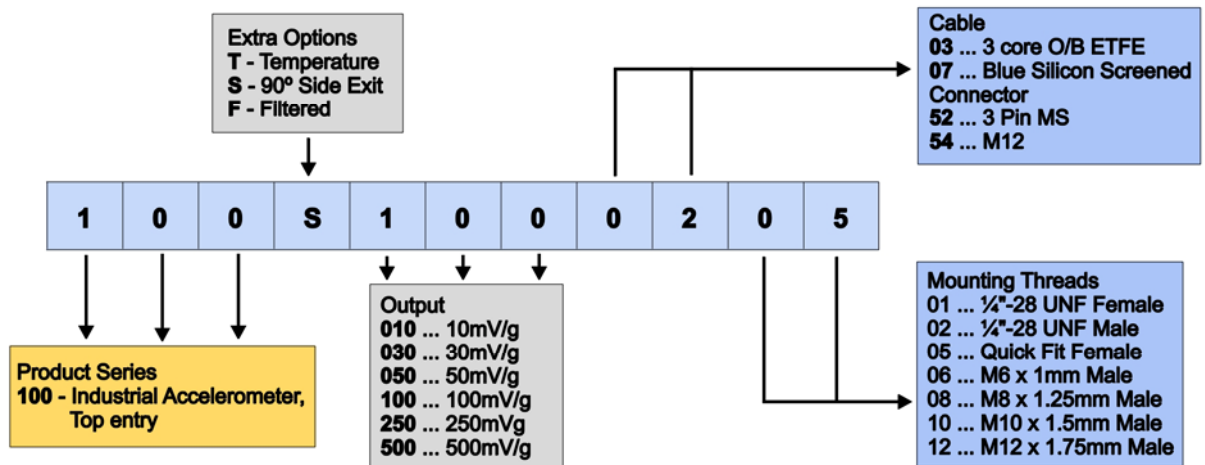 Extra Options
T - Temperature
S - 90º Side Exit
F - Filtered
Cable
03 ... 3 core O/B ETFE
07 ... Blue Silicon Screened
Connector
52 ... 3 Pin MS
54 ... M12
1 0 0 S 1 0 0 0 2 0 5
Product Series
100 - Industrial Accelerometer,
Top entry
Output
010 ... 10mV/g
030 ... 30mV/g
050 ... 50mV/g
100 ... 100mV/g
250 ... 250mVg
500 ... 500mV/g
Mounting Threads
01 ... ¼"-28 UNF Female
02 ... ¼"-28 UNF Male
05 ... Quick Fit Female
06 ... M6 x 1mm Male
08 ... M8 x 1.25mm Male
10 ... M10 x 1.5mm Male
12 ... M12 x 1.75mm Male